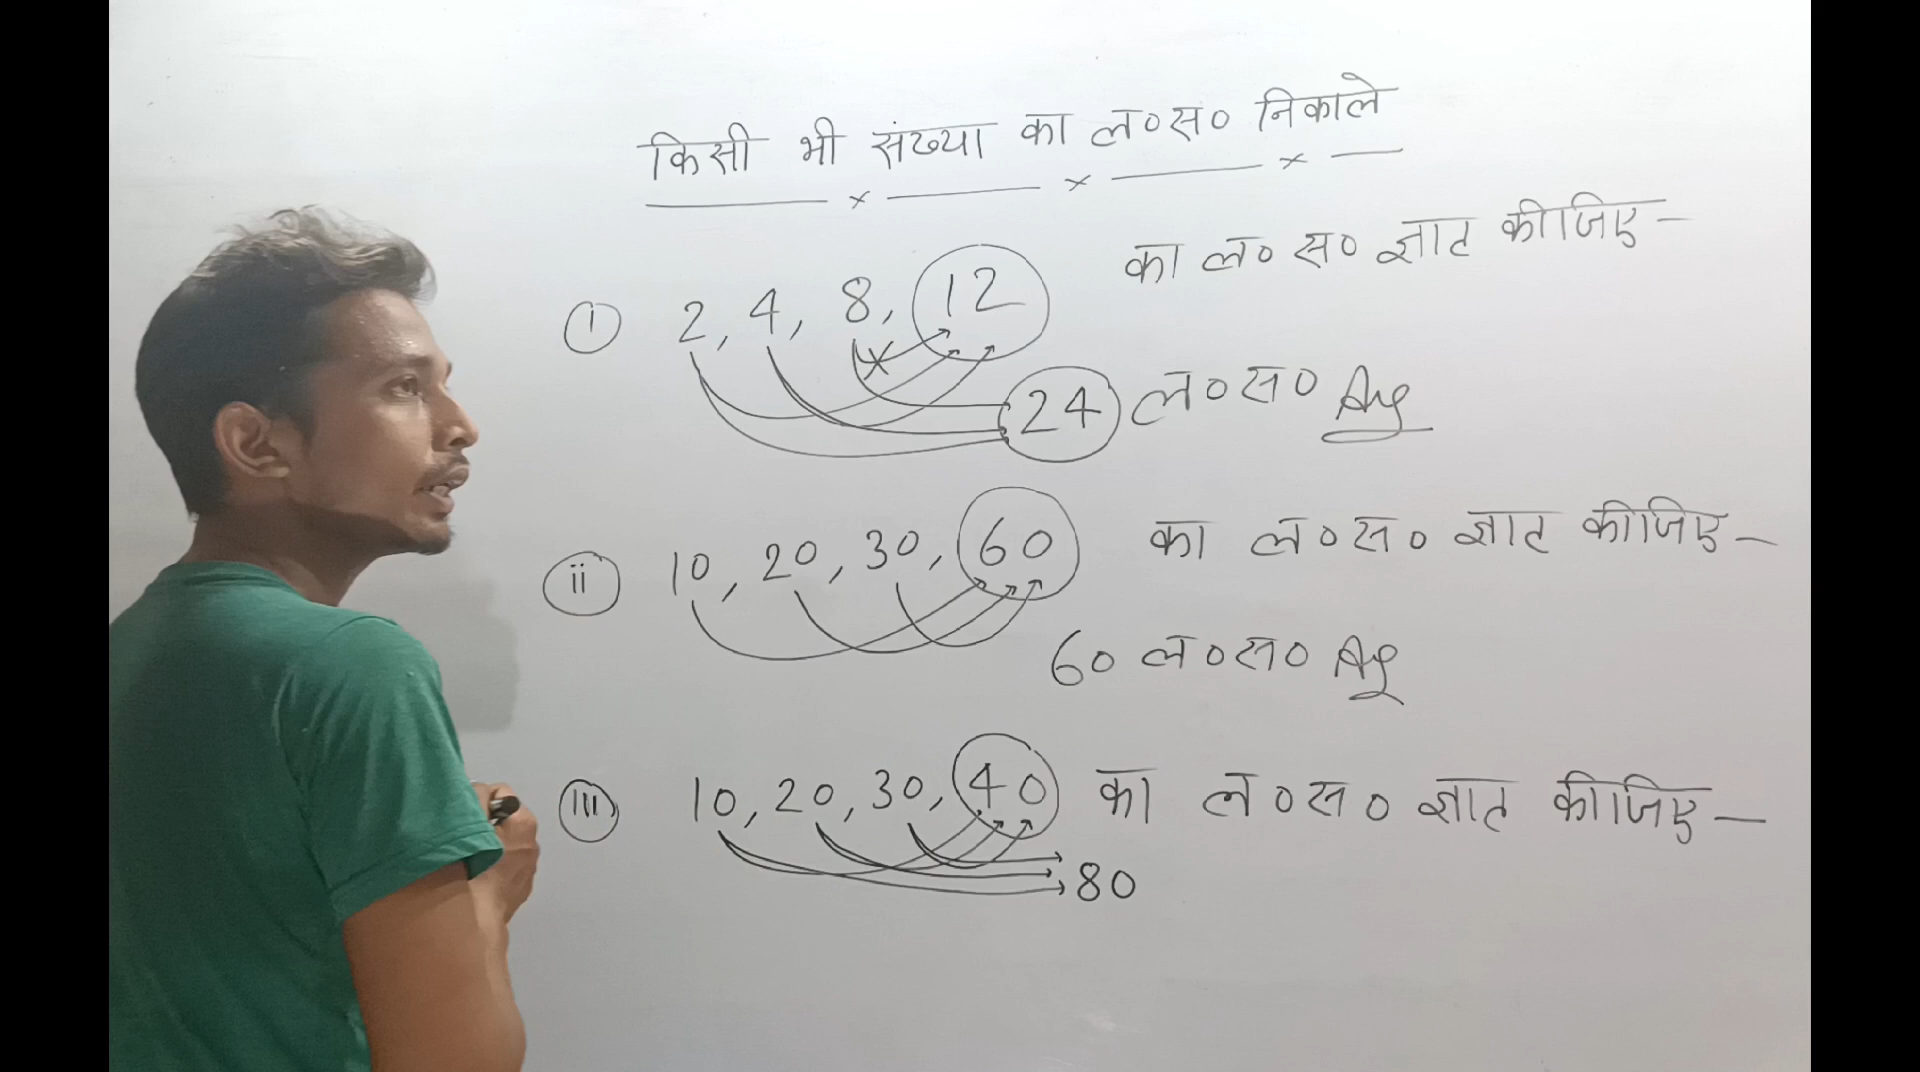 किसी भी संख्या का ल०स० निकाले
(i) 2, 4, 8, 12 का ल० स० ज्ञाट कीजिए-
24 ल०स० Ans
(ii) 10, 20, 30, 60 का ल०स० ज्ञाट कीजिए-
60 ल०स० Ans
(iii) 10, 20, 30, 40 का ल०स० ज्ञात कीजिए-
80